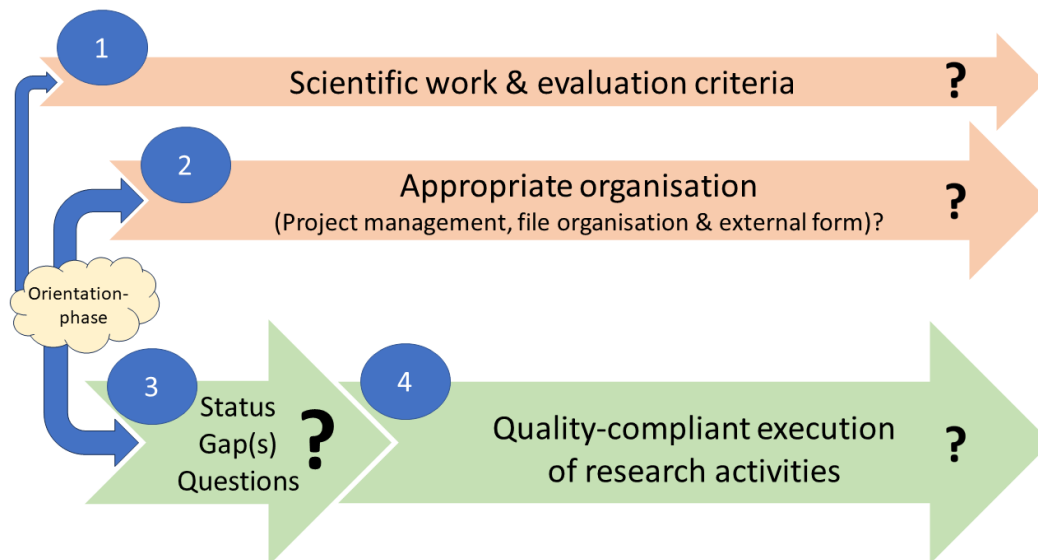 1
Scientific work & evaluation criteria
?
2
Appropriate organisation
(Project management, file organisation & external form)?
?
Orientation-
phase
3
Status
Gap(s)
Questions
?
4
Quality-compliant execution
of research activities
?